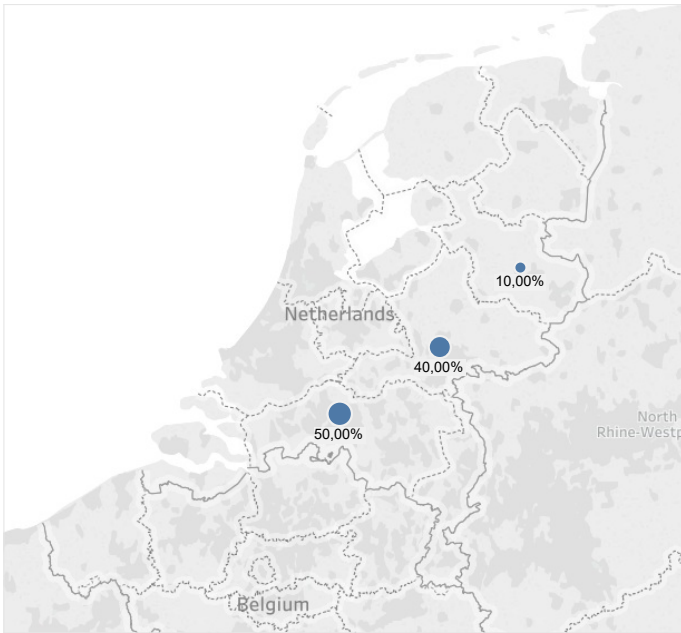 10,00%
Netherlands
40,00%
North
Rhine-Westp
50,00%
Belgium